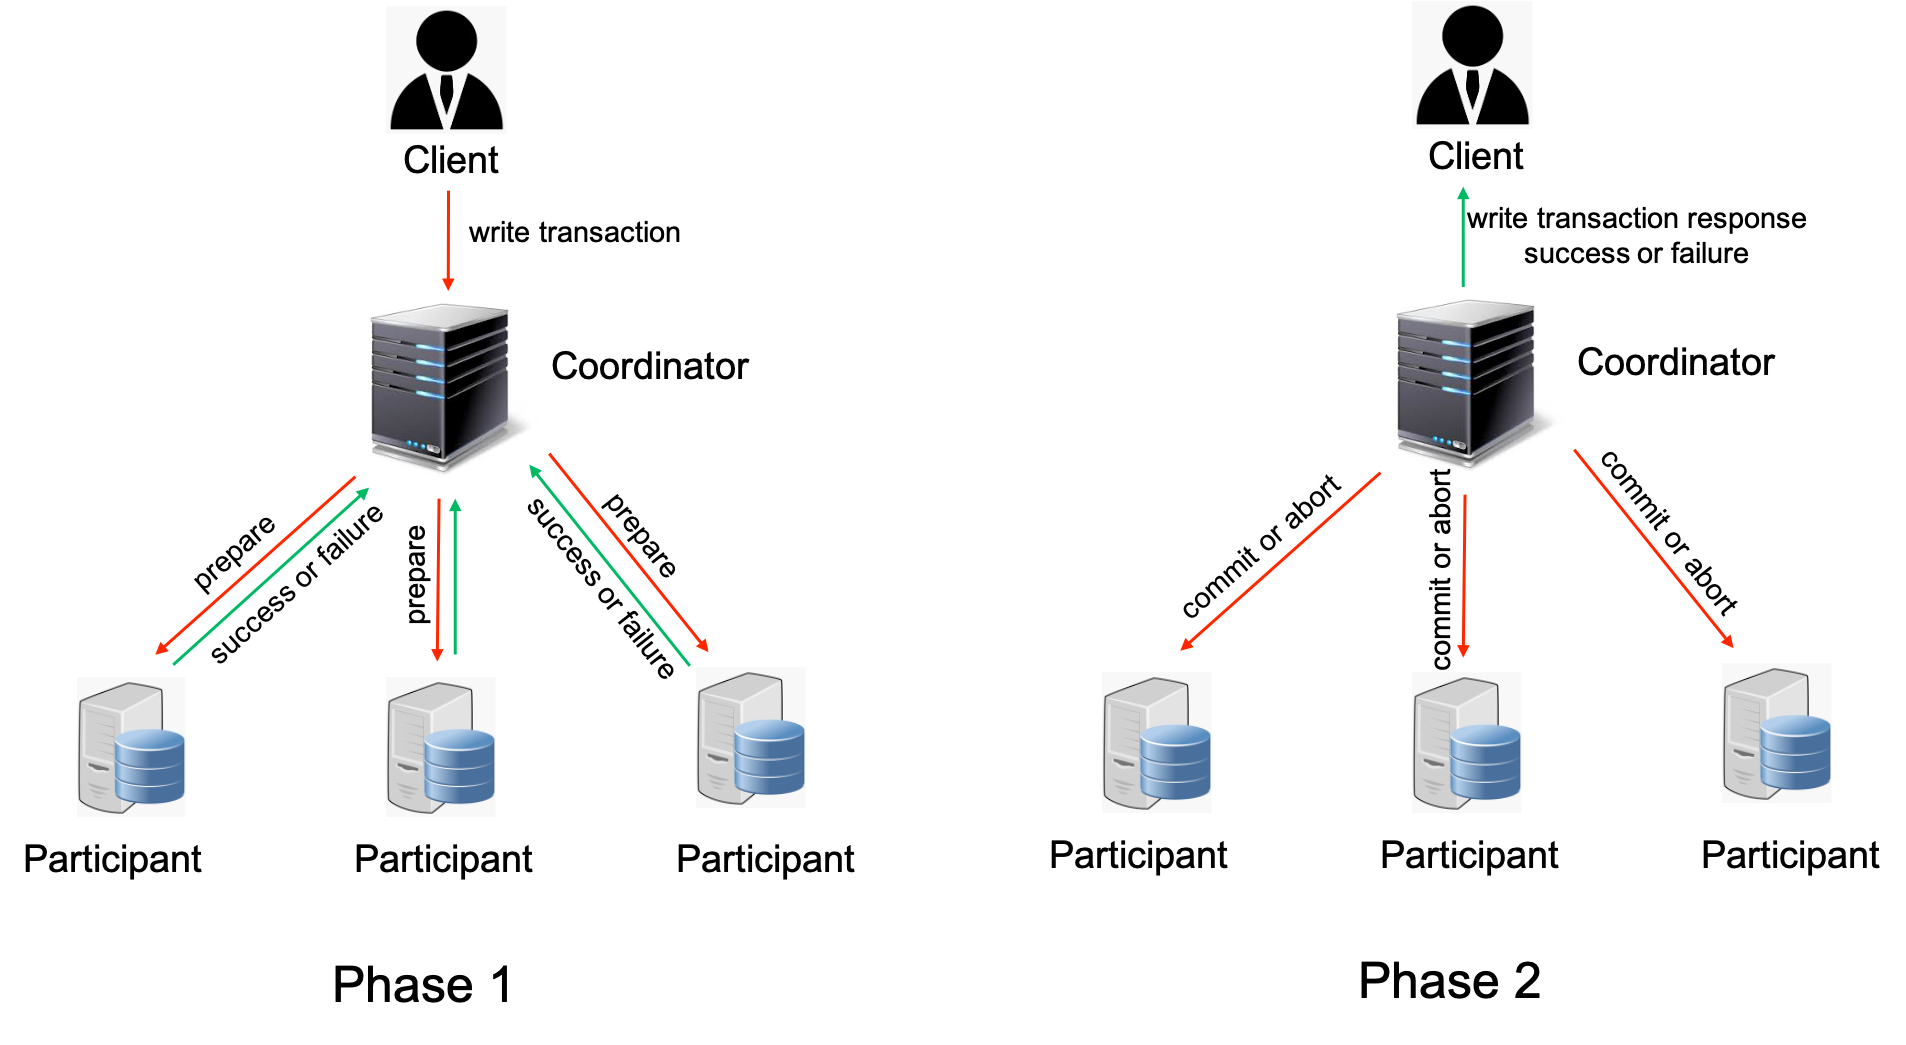 Client
write transaction
Coordinator
prepare
success or failure
prepare
success or failure
prepare
Participant
Participant
Participant
Phase 1
Client
write transaction response
success or failure
Coordinator
commit or abort
commit or abort
commit or abort
Participant
Participant
Participant
Phase 2